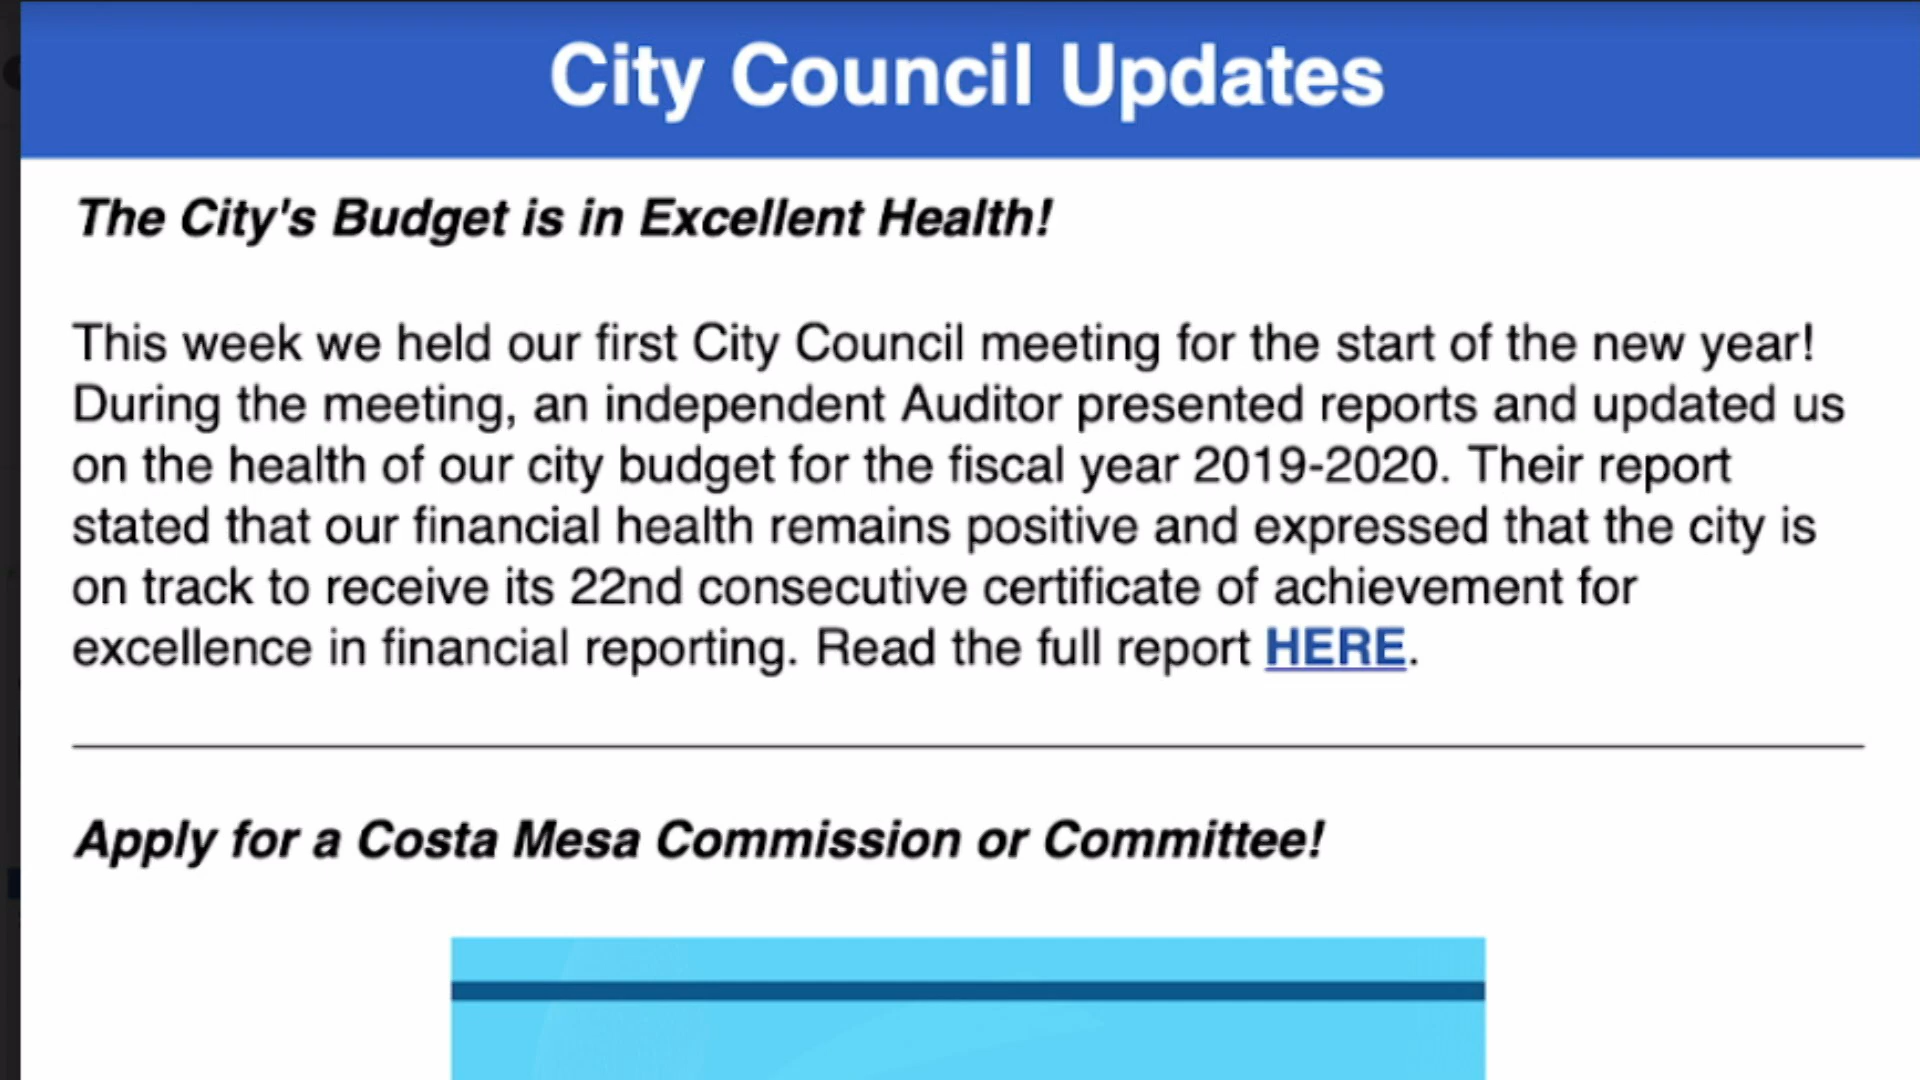 City Council Updates
The City's Budget is in Excellent Health!
This week we held our first City Council meeting for the start of the new year!
During the meeting, an independent Auditor presented reports and updated us
on the health of our city budget for the fiscal year 2019-2020. Their report
stated that our financial health remains positive and expressed that the city is
on track to receive its 22nd consecutive certificate of achievement for
excellence in financial reporting. Read the full report HERE.
Apply for a Costa Mesa Commission or Committee!